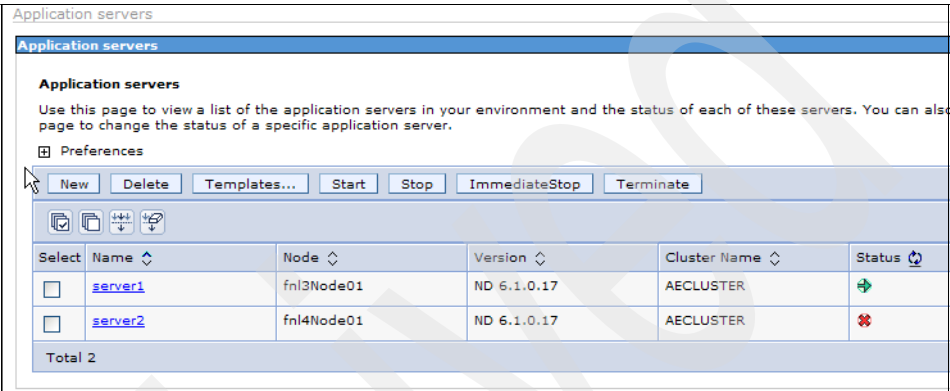 Application servers
Application servers
Application servers
Use this page to view a list of the application servers in your environment and the status of each of these servers. You can also
page to change the status of a specific application server.
Preferences
New Delete Templates... Start Stop ImmediateStop Terminate
Select Name Node Version Cluster Name Status
server1 fnl3Node01 ND 6.1.0.17 AECLUSTER
server2 fnl4Node01 ND 6.1.0.17 AECLUSTER
Total 2